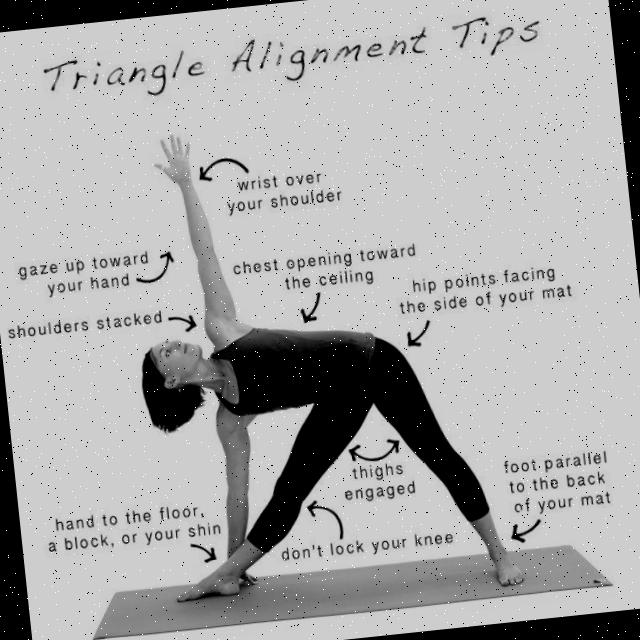 Triangle Alignment Tips
wrist over
your shoulder
gaze up toward
your hand
chest opening toward
the ceiling
hip points facing
the side of your mat
shoulders stacked
thighs
engaged
foot parallel
to the back
of your mat
hand to the floor,
a block, or your shin
don't lock your knee